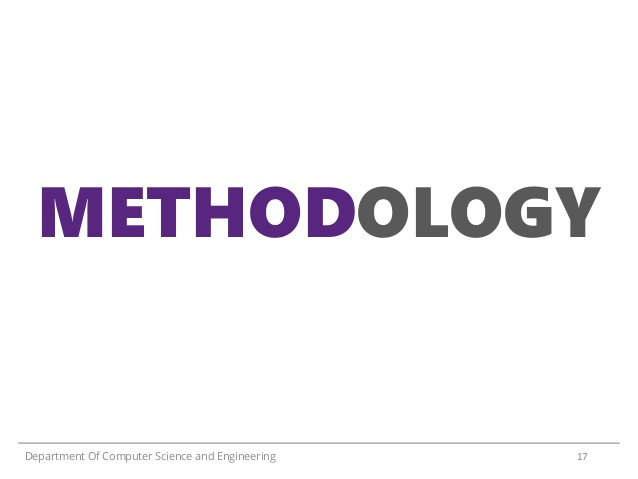 METHODOLOGY
Department Of Computer Science and Engineering
17